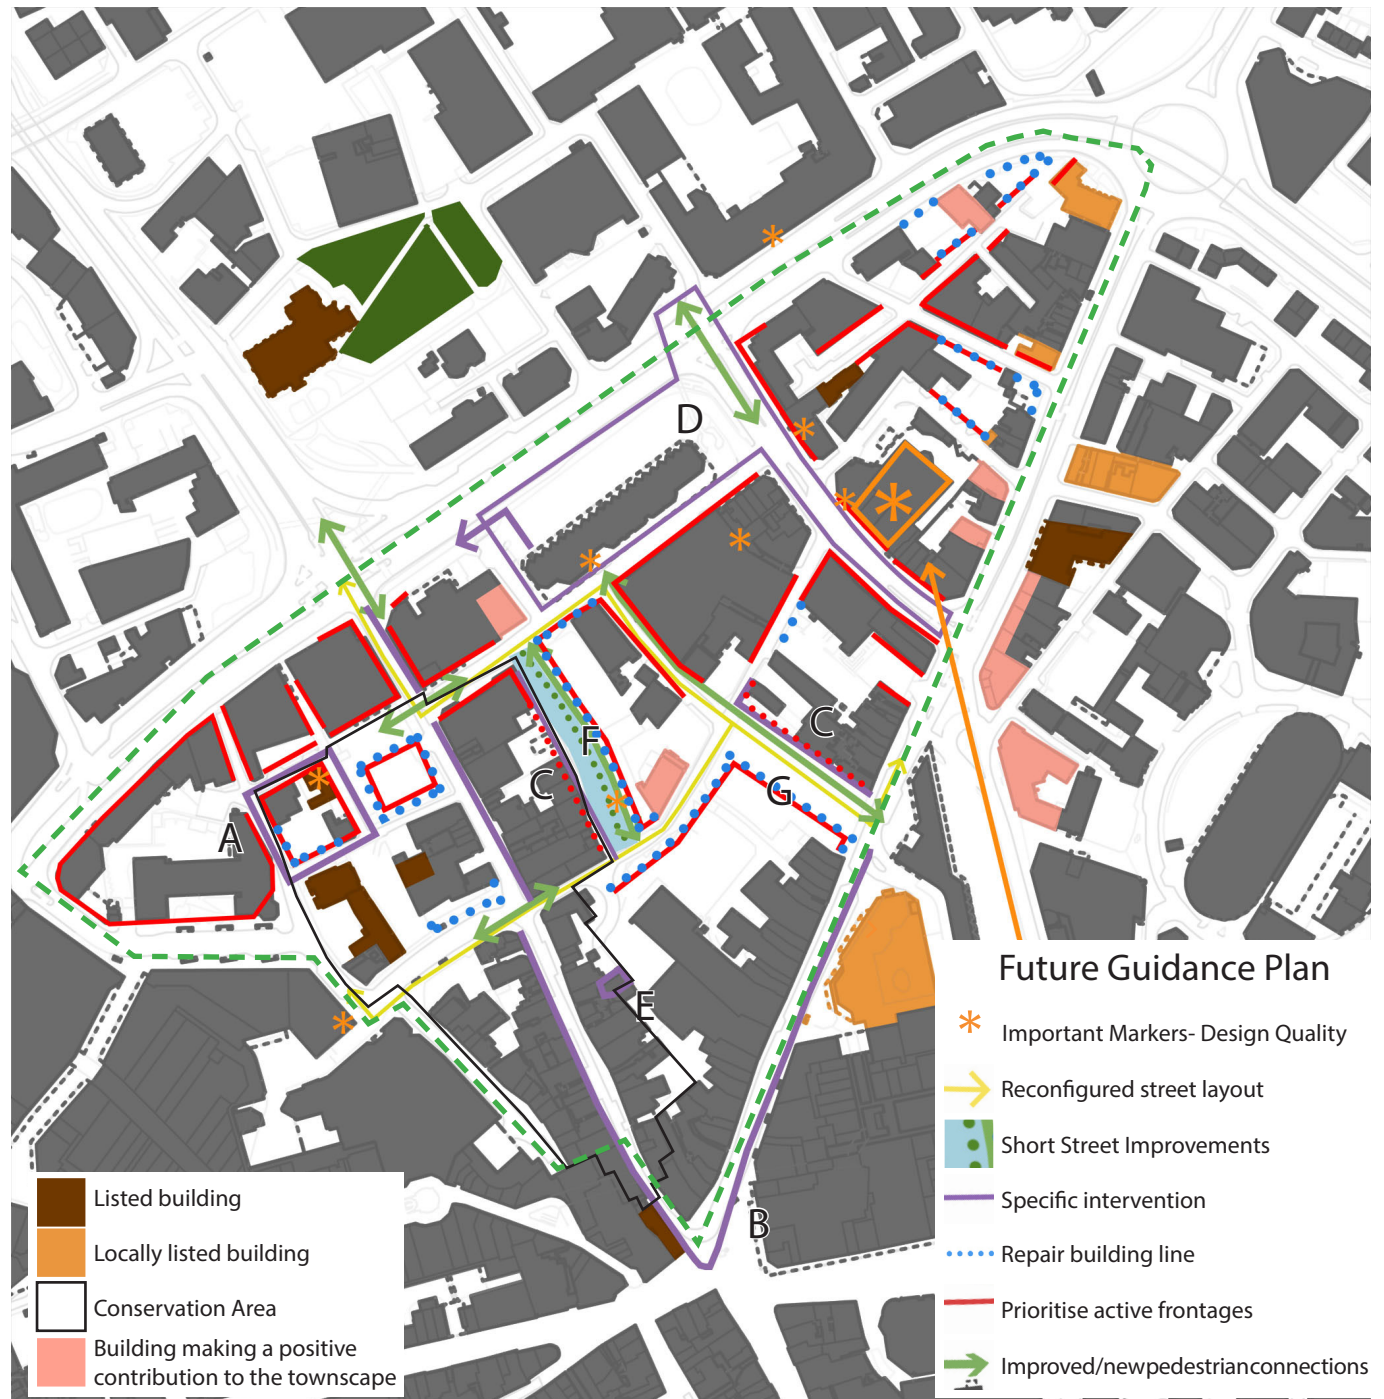 D
C
F
C
G
A
E
B
Future Guidance Plan
Important Markers- Design Quality
Reconfigured street layout
Short Street Improvements
Specific intervention
Repair building line
Prioritise active frontages
Improved/newpedestrianconnections
Listed building
Locally listed building
Conservation Area
Building making a positive
contribution to the townscape